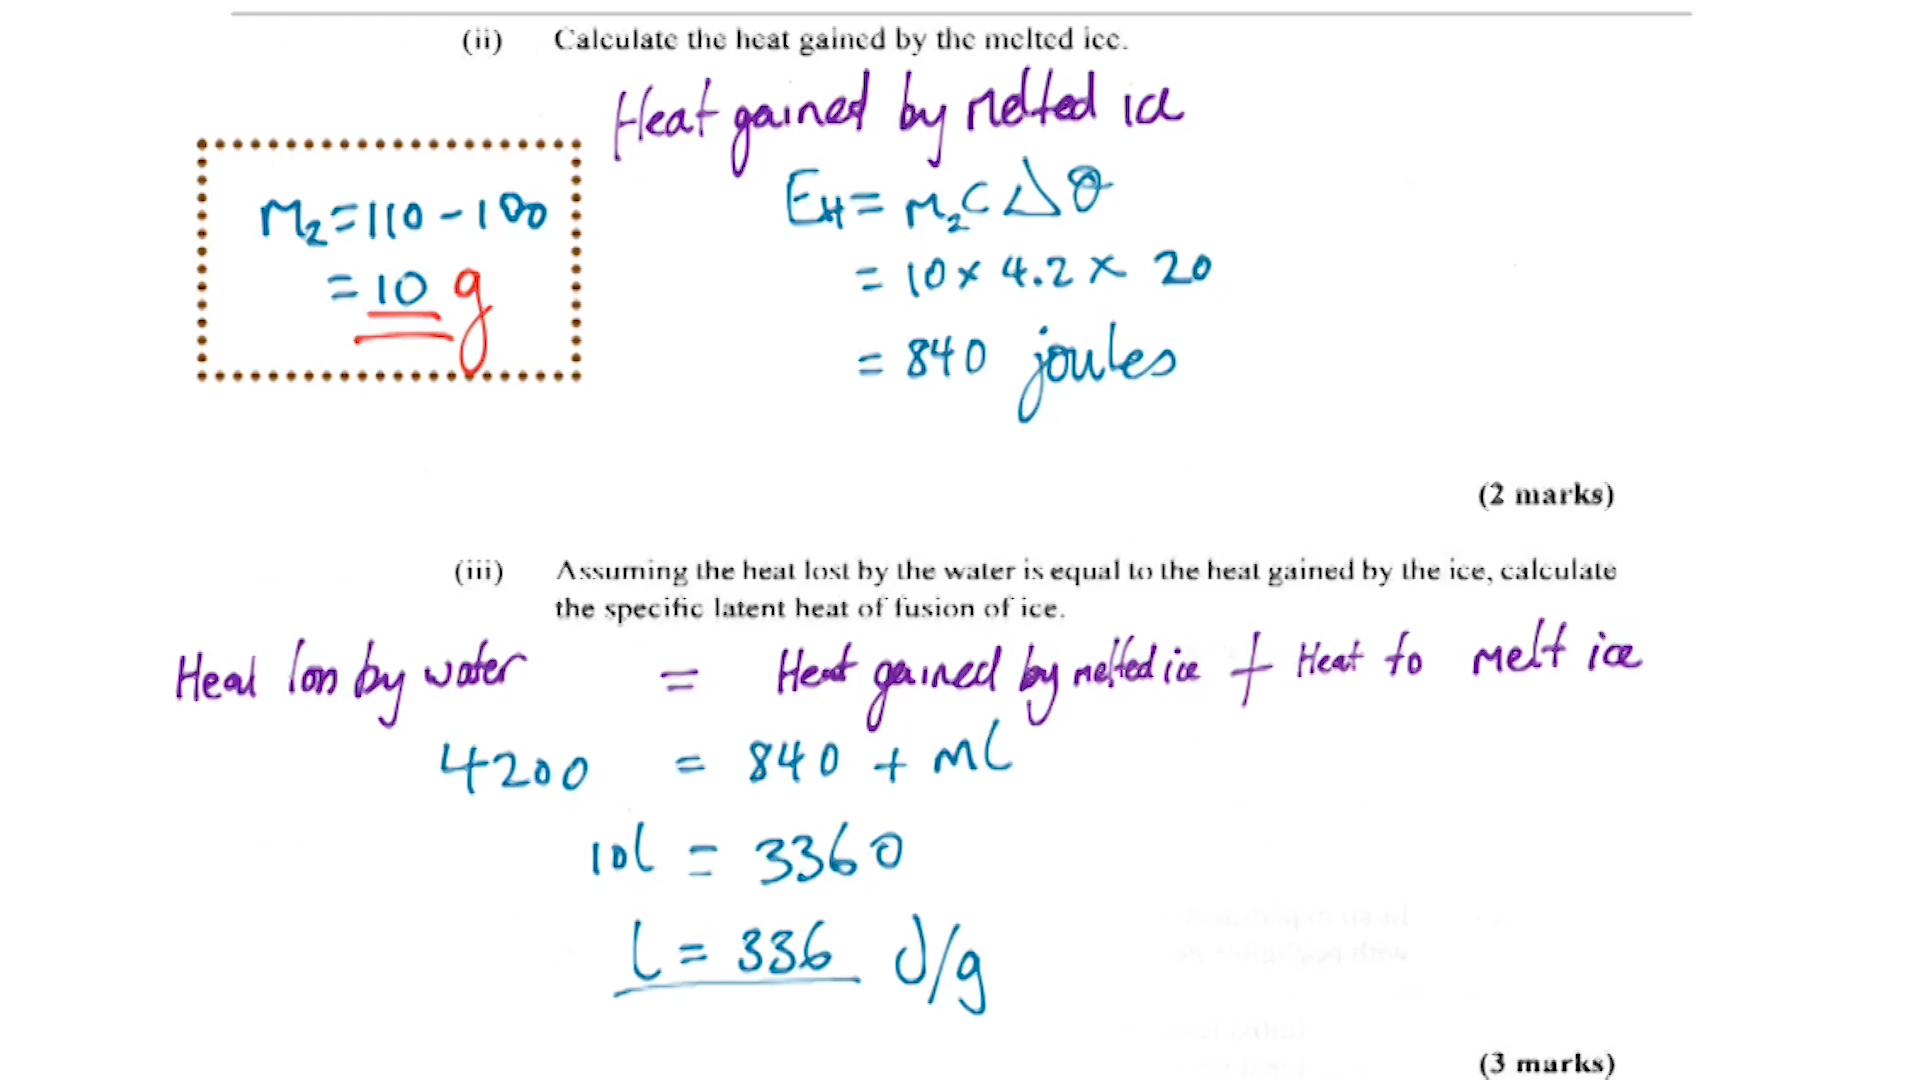 (ii) Calculate the heat gained by the melted ice.
Heat gained by Melted ice
M₂ = 110 - 100
= 10 g
EH = M₂C Δθ
= 10 × 4.2 × 20
= 840 joules
(2 marks)
(iii) Assuming the heat lost by the water is equal to the heat gained by the ice, calculate
the specific latent heat of fusion of ice.
Heat loss by water = Heat gained by melted ice + Heat to melt ice
4200 = 840 + ml
10l = 3360
l = 336 J/g
(3 marks)